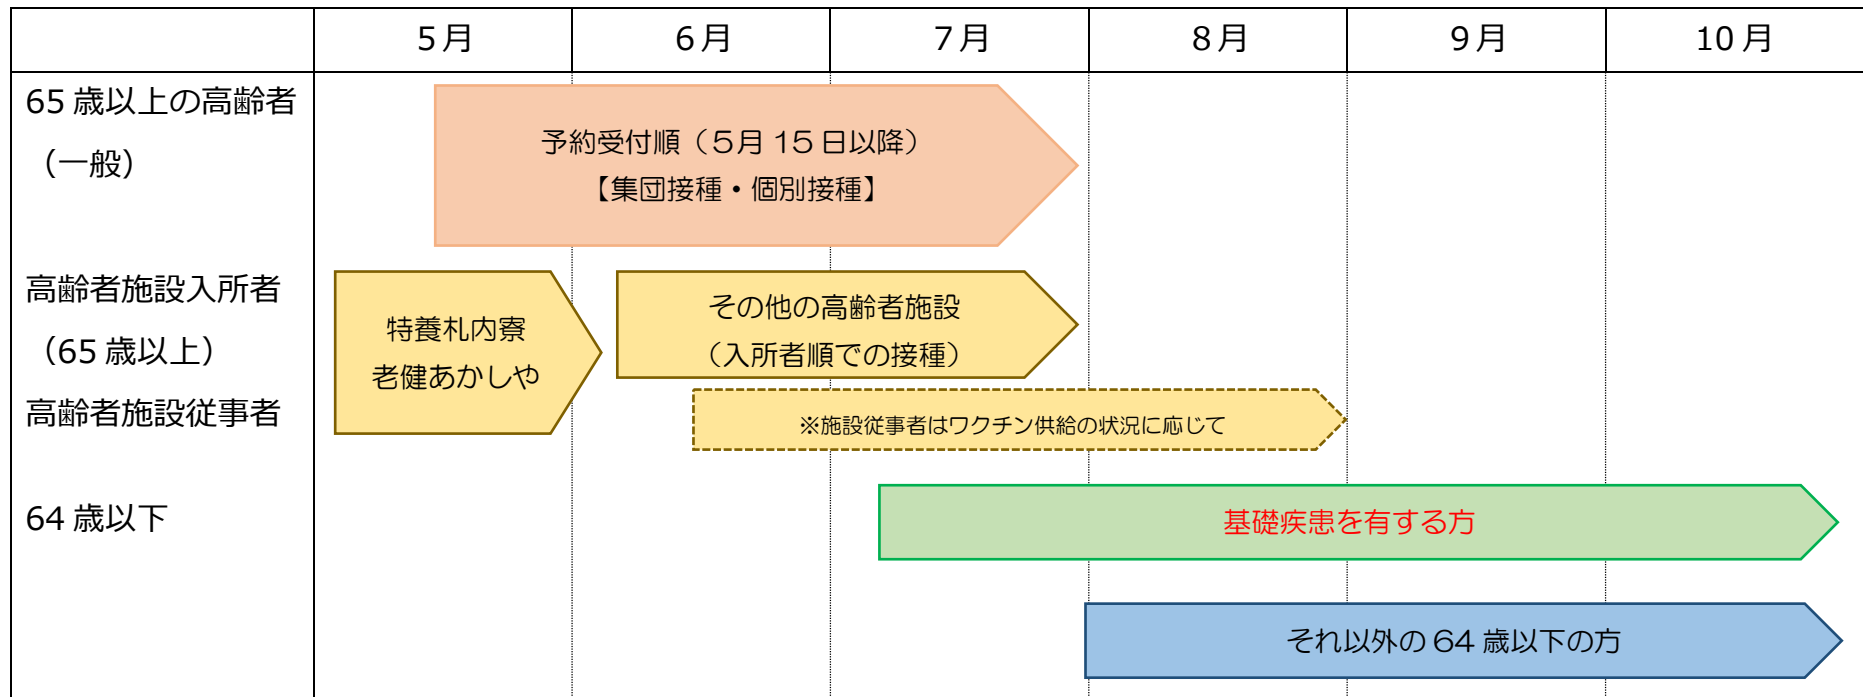 5月 6月 7月 8月 9月 10月
65歳以上の高齢者
（一般）
予約受付順（５月15日以降）
【集団接種・個別接種】
高齢者施設入所者
（65歳以上）
高齢者施設従事者
特養札内寮
老健あかしや
その他の高齢者施設
（入所者順での接種）
※施設従事者はワクチン供給の状況に応じて
64歳以下
基礎疾患を有する方
それ以外の64歳以下の方